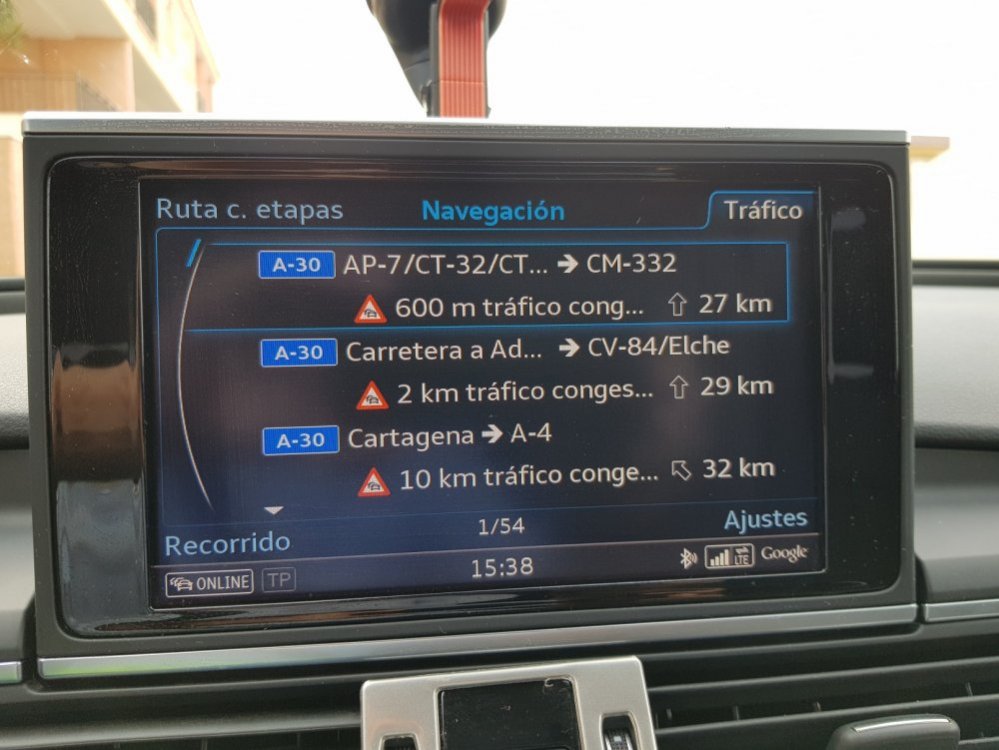 Ruta c. etapas Navegación Tráfico
A-30 AP-7/CT-32/CT... ➔ CM-332
600 m tráfico cong... ⇧ 27 km
A-30 Carretera a Ad... ➔ CV-84/Elche
2 km tráfico conges... ⇧ 29 km
A-30 Cartagena ➔ A-4
10 km tráfico conge... ⇖ 32 km
Recorrido 1/54 Ajustes
ONLINE TP 15:38 LTE Google